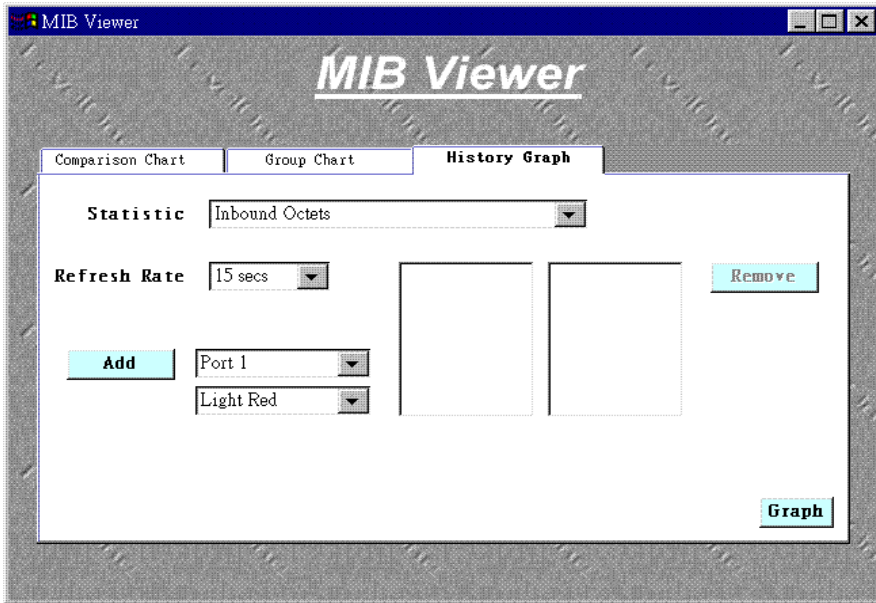 MIB Viewer
MIB Viewer
Comparison Chart
Group Chart
History Graph
Statistic
Inbound Octets
Refresh Rate
15 secs
Remove
Add
Port 1
Light Red
Graph